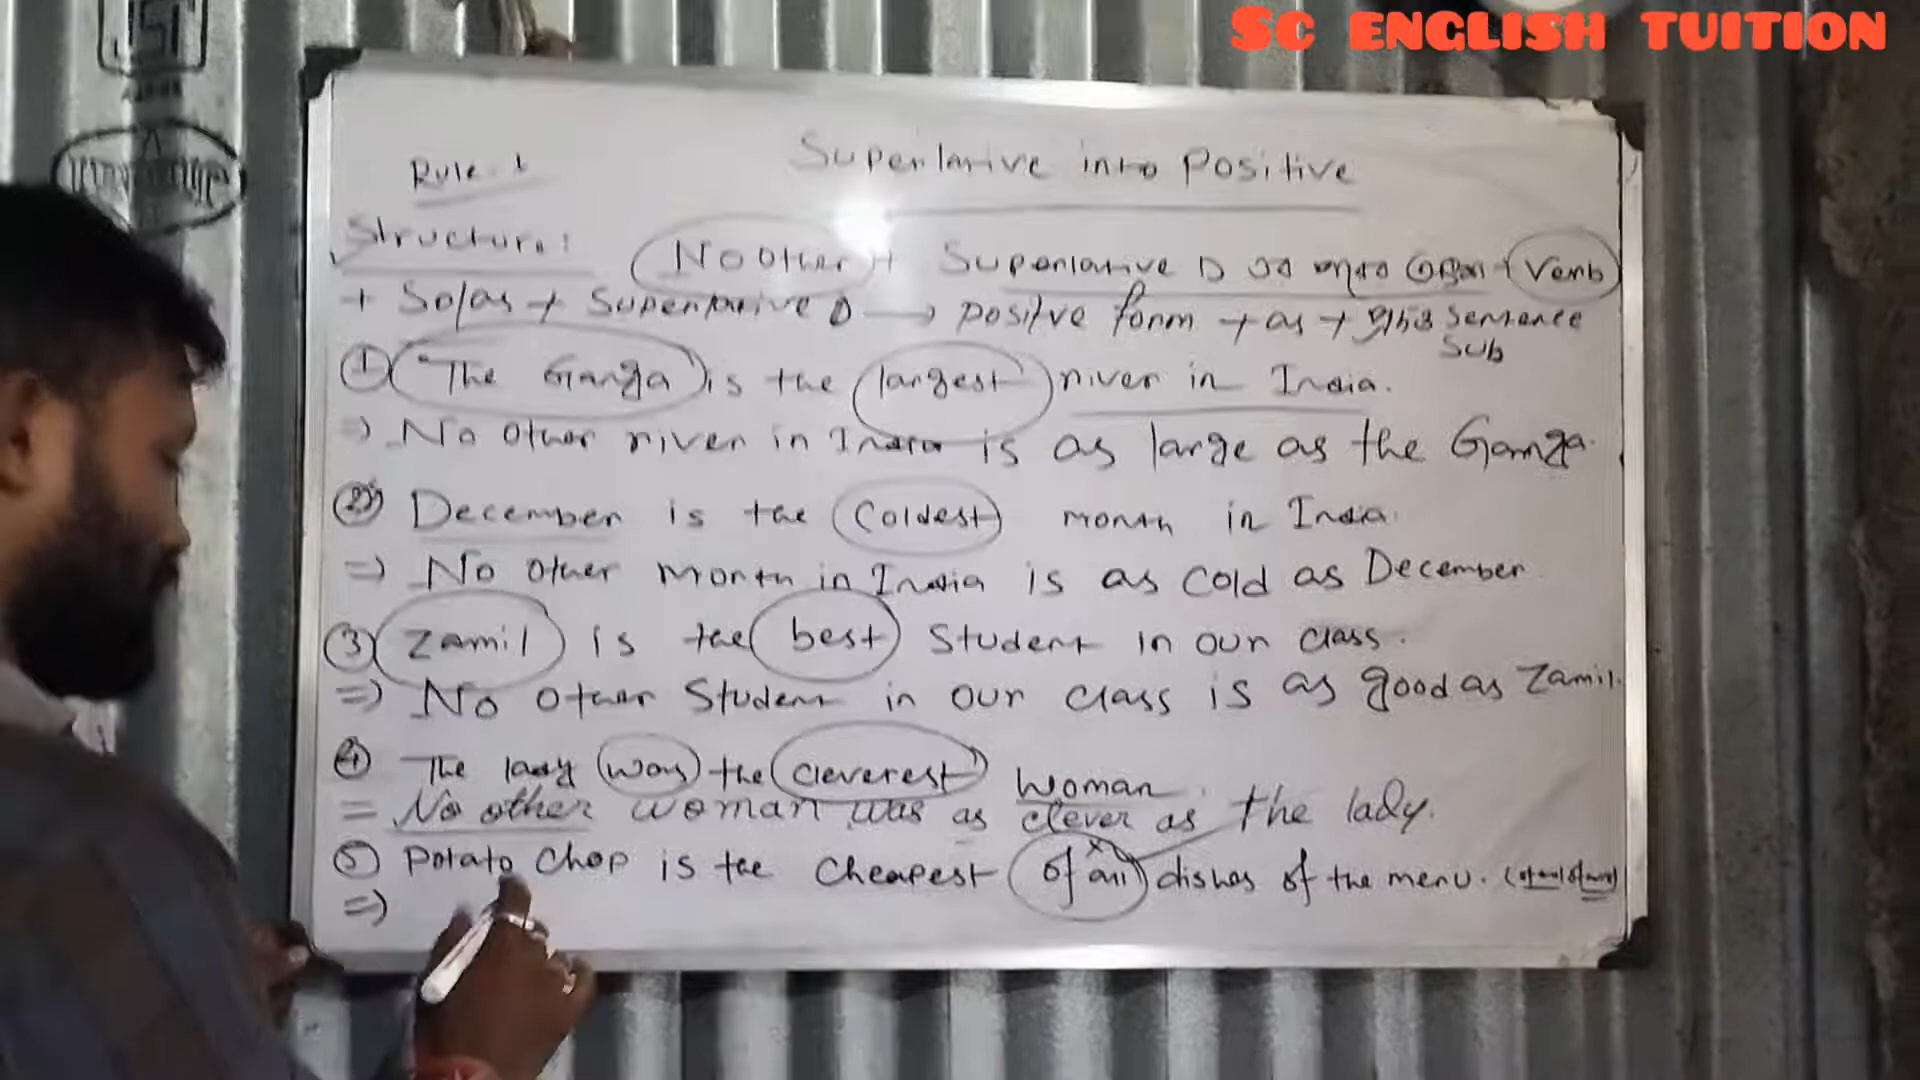 SC ENGLISH TUITION
Superlative into Positive
Rule-1
Structure:
No other + Superlative D এর পরের অংশ + Verb
+ So/as + Superlative D → positve form + as + Sentence
Sub
① The Ganga is the largest river in India.
⇒ No other river in India is as large as the Ganga.
② December is the Coldest month in India.
⇒ No other month in India is as cold as December
③ Zamil is the best Student in our class.
⇒ No other Student in our class is as good as Zamil.
④ The lady was the cleverest woman.
= No other woman was as clever as the lady.
⑤ Potato Chop is the Cheapest of all dishes of the menu.
⇒